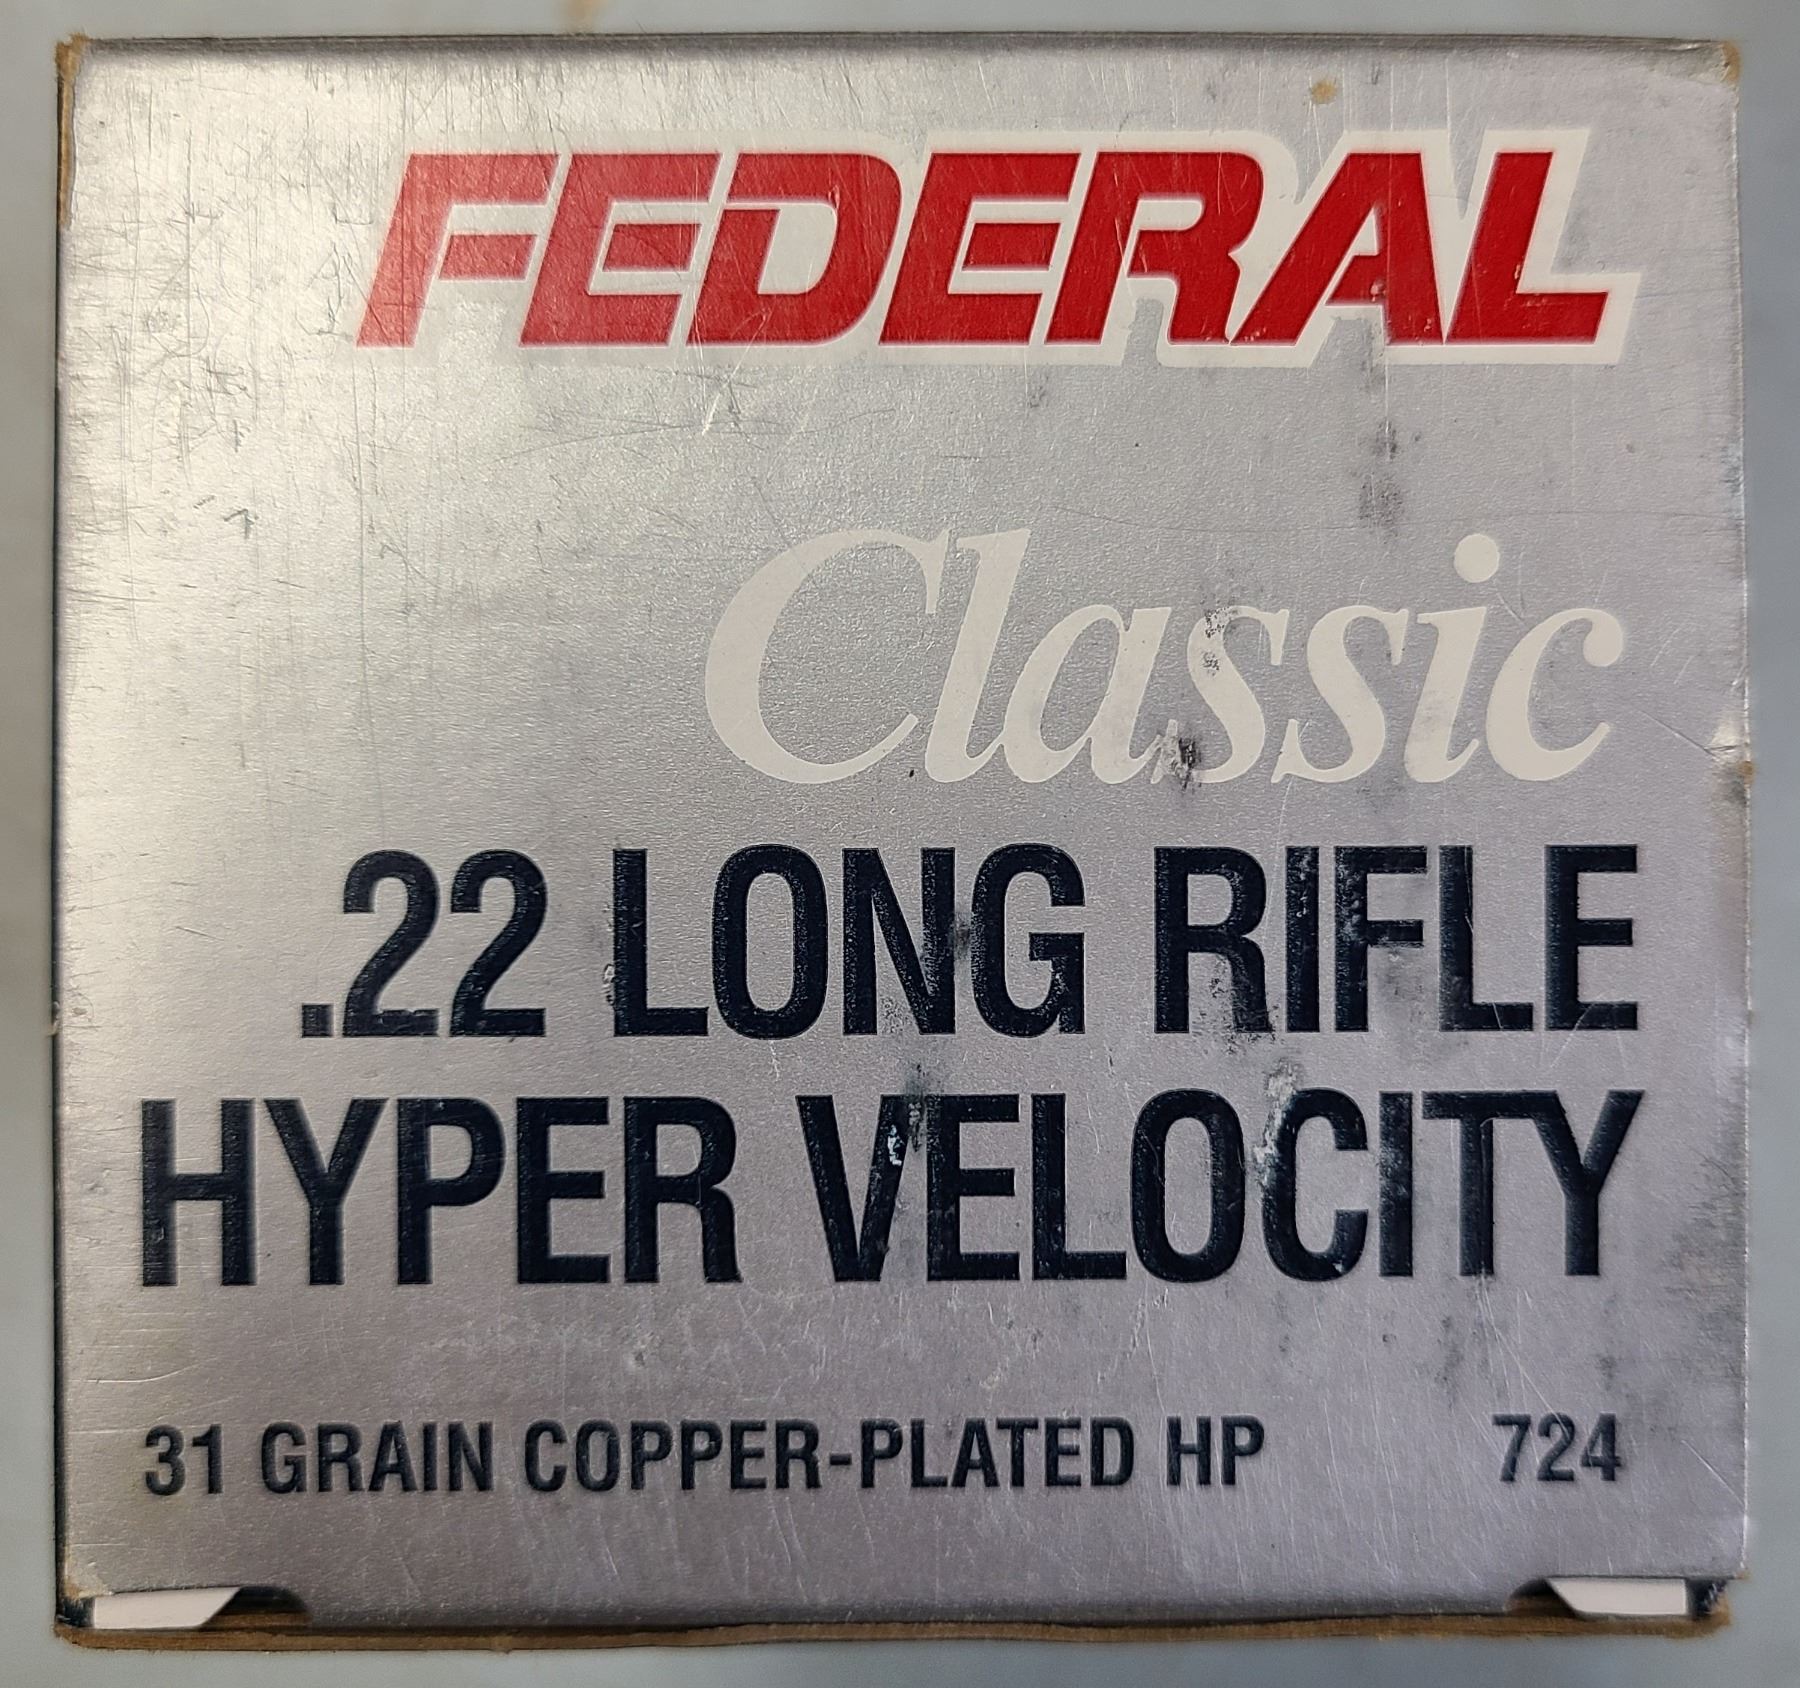 FEDERAL
Classic
.22 LONG RIFLE
HYPER VELOCITY
31 GRAIN COPPER-PLATED HP 724